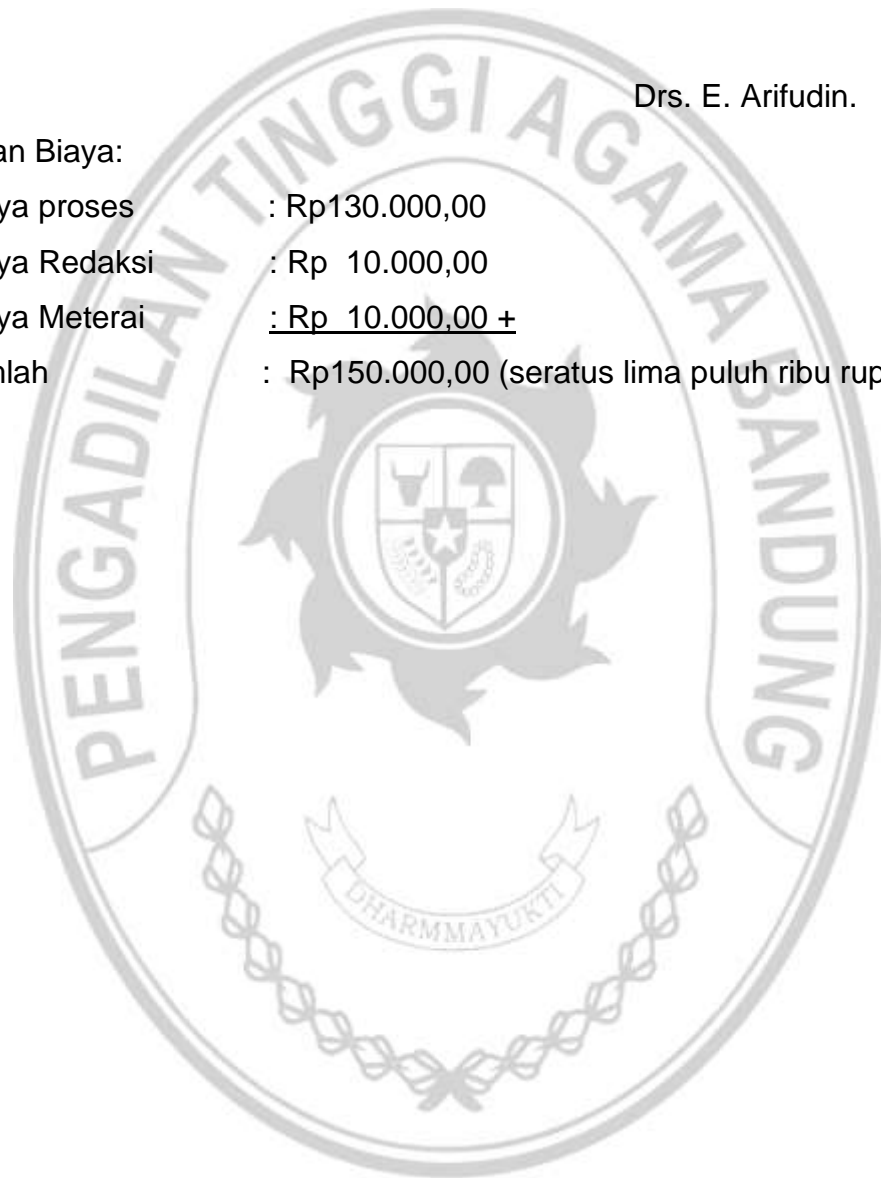 Drs. E. Arifudin.
an Biaya:
ya proses : Rp130.000,00
ya Redaksi : Rp 10.000,00
ya Meterai : Rp 10.000,00 +
nlah : Rp150.000,00 (seratus lima puluh ribu rup
PENGADILAN TINGGI AGAMA BANDUNG
DHARMMAYUKTI